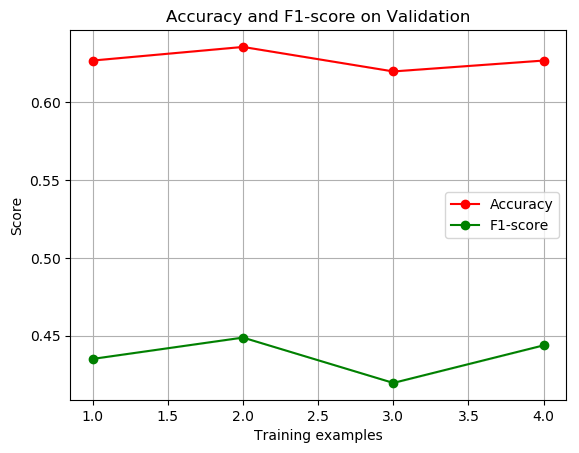 Accuracy and F1-score on Validation
Score
0.60
0.55
0.50
0.45
Accuracy
F1-score
1.0 1.5 2.0 2.5 3.0 3.5 4.0
Training examples